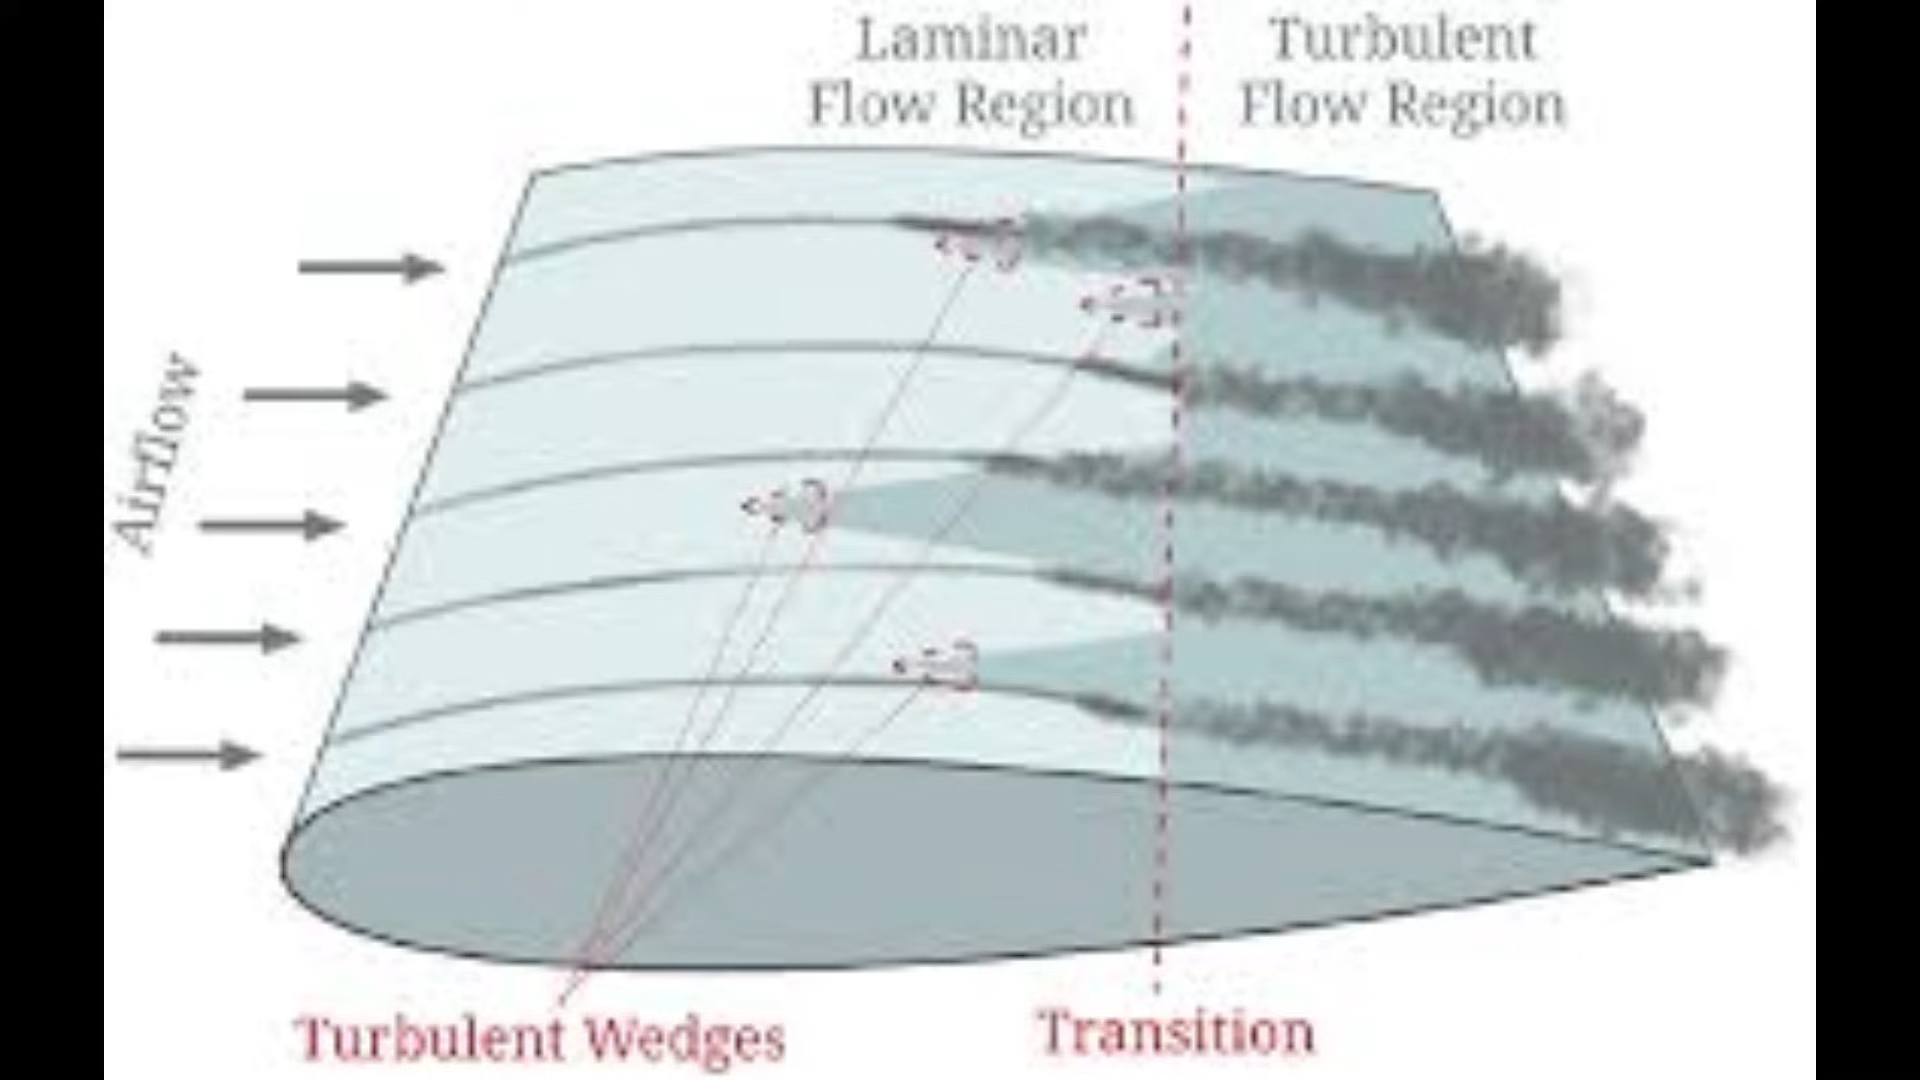 Laminar
Flow Region
Turbulent
Flow Region
Airflow
Turbulent Wedges
Transition